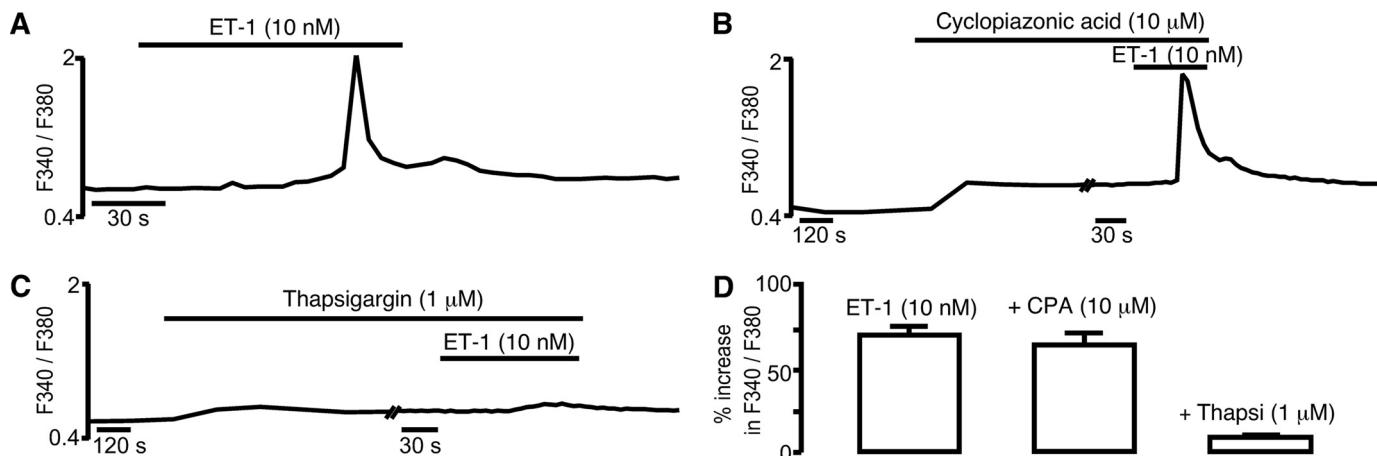 A
ET-1 (10 nM)
2
F340 / F380
0.4
30 s
B
Cyclopiazonic acid (10 μM)
ET-1 (10 nM)
2
F340 / F380
0.4
120 s
30 s
C
Thapsigargin (1 μM)
ET-1 (10 nM)
2
F340 / F380
0.4
120 s
30 s
D
100
ET-1 (10 nM)
+ CPA (10 μM)
% increase
in F340 / F380
50
+ Thapsi (1 μM)
0